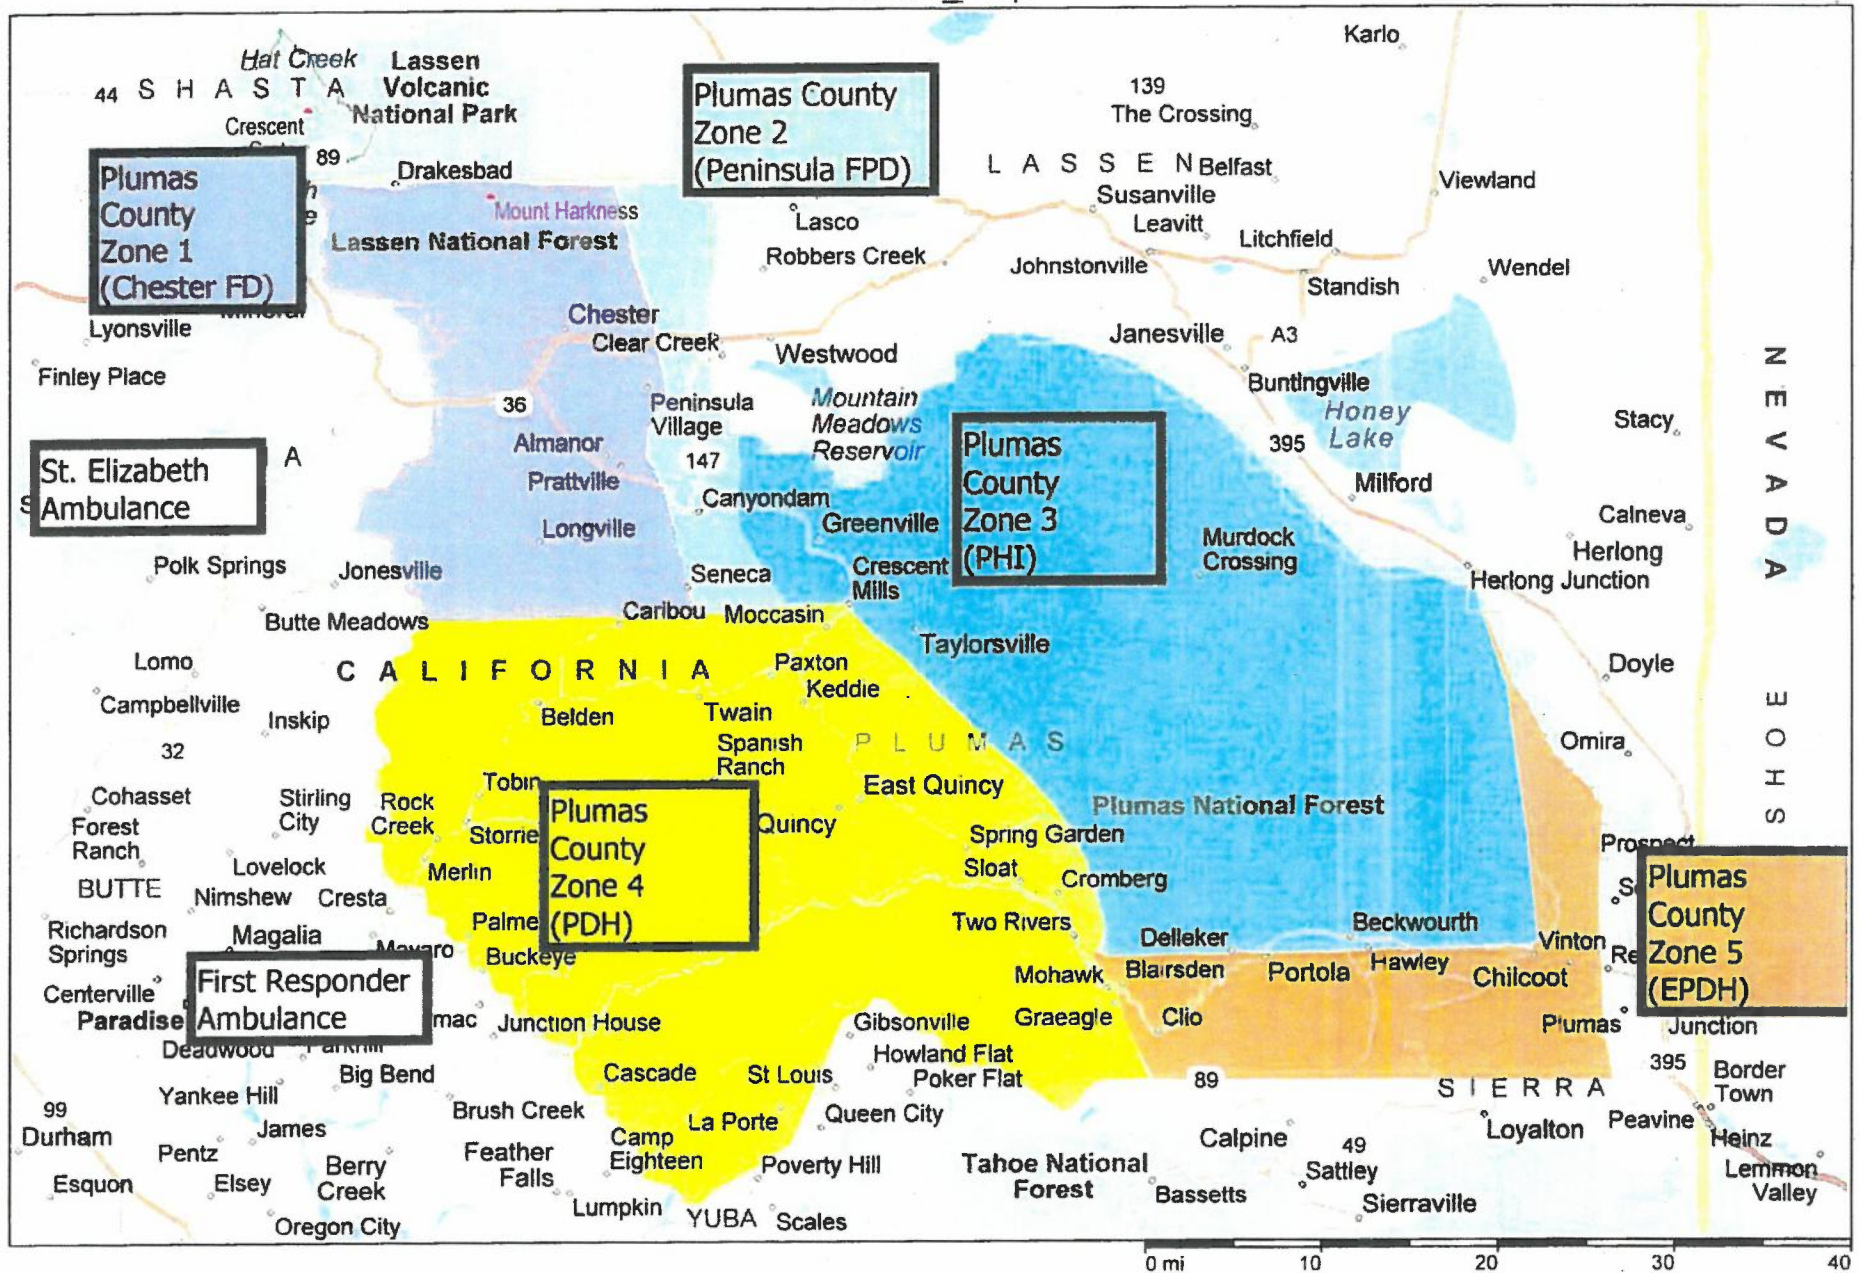 Karlo
Hat Creek
Lassen
Volcanic
National Park
44 S H A S T A
139
The Crossing
Crescent
89
Plumas County
Zone 2
(Peninsula FPD)
L A S S E N
Belfast
Drakesbad
Viewland
Plumas
County
Zone 1
(Chester FD)
Mount Harkness
Lassen National Forest
Susanville
Leavitt
Lasco
Robbers Creek
Litchfield
Johnstonville
Wendel
Standish
Mineral
Lyonsville
Chester
Clear Creek
Westwood
Janesville
A3
Finley Place
36
Peninsula
Village
Mountain
Meadows
Reservoir
Buntingville
Honey
Lake
395
Stacy
N E V A D A
St. Elizabeth
Ambulance
A
Almanor
Prattville
147
Canyondam
Longville
Greenville
Plumas
County
Zone 3
(PHI)
Milford
Murdock
Crossing
Calneva
Herlong
Herlong Junction
Polk Springs
Jonesville
Seneca
Crescent
Mills
Butte Meadows
Caribou
Moccasin
Taylorsville
Lomo
C A L I F O R N I A
Paxton
Keddie
Doyle
Campbellville
Inskip
Belden
Twain
Spanish
Ranch
P L U M A S
Omira
32
East Quincy
Tobin
Cohasset
Stirling
City
Rock
Creek
Storrie
Plumas
County
Zone 4
(PDH)
Quincy
Plumas National Forest
Forest
Ranch
Spring Garden
Prospect
Lovelock
Merlin
Sloat
Cromberg
BUTTE
Nimshew
Cresta
Plumas
County
Zone 5
(EPDH)
Richardson
Springs
Magalia
Palme
Buckeye
Two Rivers
Delleker
Beckwourth
Vinton
Re
Mohawk
Blairsden
Portola
Hawley
Chilcoot
Centerville
Paradise
First Responder
Ambulance
mac
Junction House
Gibsonville
Graeagle
Clio
Plumas
Junction
Deadwood
Parkhill
Howland Flat
Big Bend
Cascade
St Louis
Poker Flat
89
S I E R R A
395
Border
Town
Yankee Hill
99
Durham
Brush Creek
La Porte
Queen City
Loyalton
Peavine
James
Calpine
49
Heinz
Pentz
Feather
Falls
Camp
Eighteen
Poverty Hill
Tahoe National
Forest
Sattley
Lemmon
Valley
Esquon
Elsey
Berry
Creek
Bassetts
Sierraville
Lumpkin
YUBA
Scales
Oregon City
0 mi 10 20 30 40